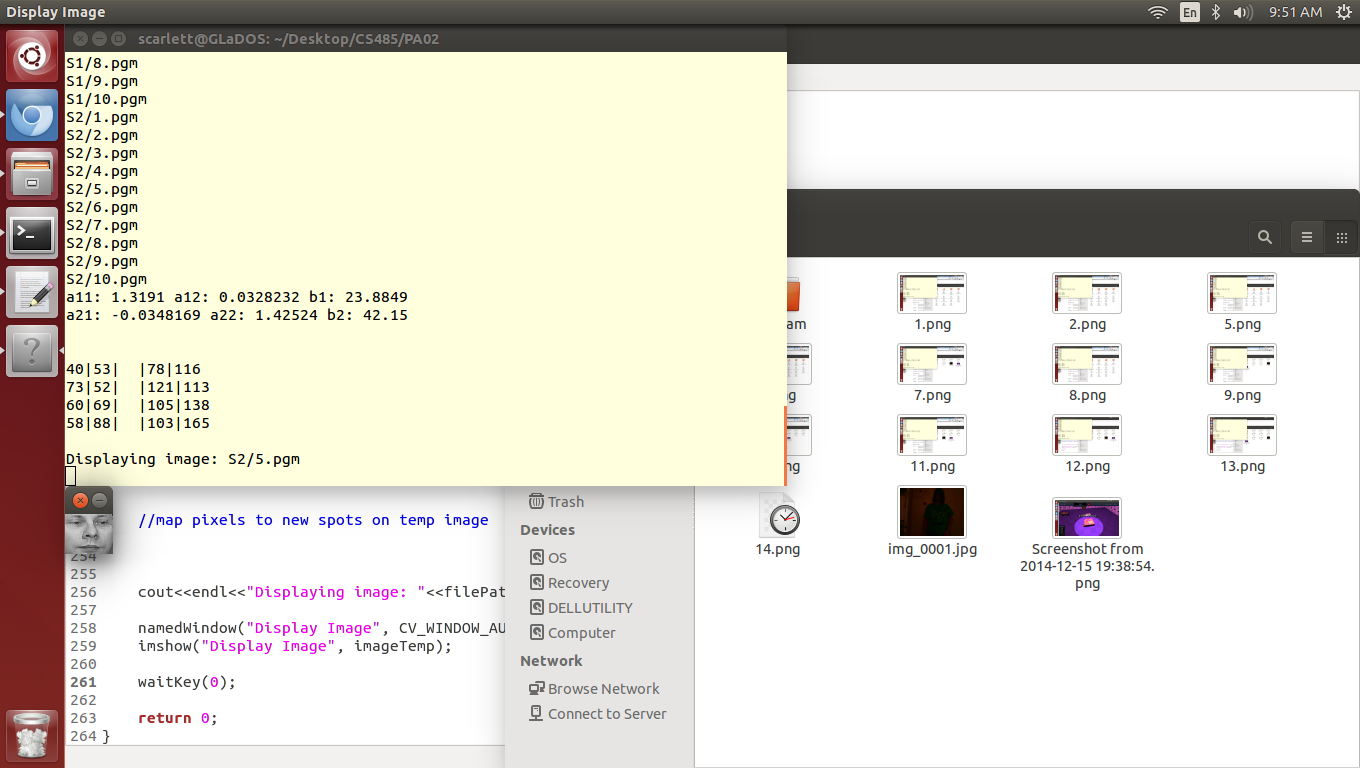 Display Image
En
9:51 AM
scarlett@GLaDOS: ~/Desktop/CS485/PA02
S1/8.pgm
S1/9.pgm
S1/10.pgm
S2/1.pgm
S2/2.pgm
S2/3.pgm
S2/4.pgm
S2/5.pgm
S2/6.pgm
S2/7.pgm
S2/8.pgm
S2/9.pgm
S2/10.pgm
a11: 1.3191 a12: 0.0328232 b1: 23.8849
a21: -0.0348169 a22: 1.42524 b2: 42.15
40|53|  |78|116
73|52|  |121|113
60|69|  |105|138
58|88|  |103|165
Displaying image: S2/5.pgm
//map pixels to new spots on temp image
254
255
256 cout<<endl<<"Displaying image: "<<filePat
257
258 namedWindow("Display Image", CV_WINDOW_AU
259 imshow("Display Image", imageTemp);
260
261 waitKey(0);
262
263 return 0;
264 }
Trash
Devices
OS
Recovery
DELLUTILITY
Computer
Network
Browse Network
Connect to Server
am
1.png
2.png
5.png
ng
7.png
8.png
9.png
ng
11.png
12.png
13.png
14.png
img_0001.jpg
Screenshot from
2014-12-15 19:38:54.
png